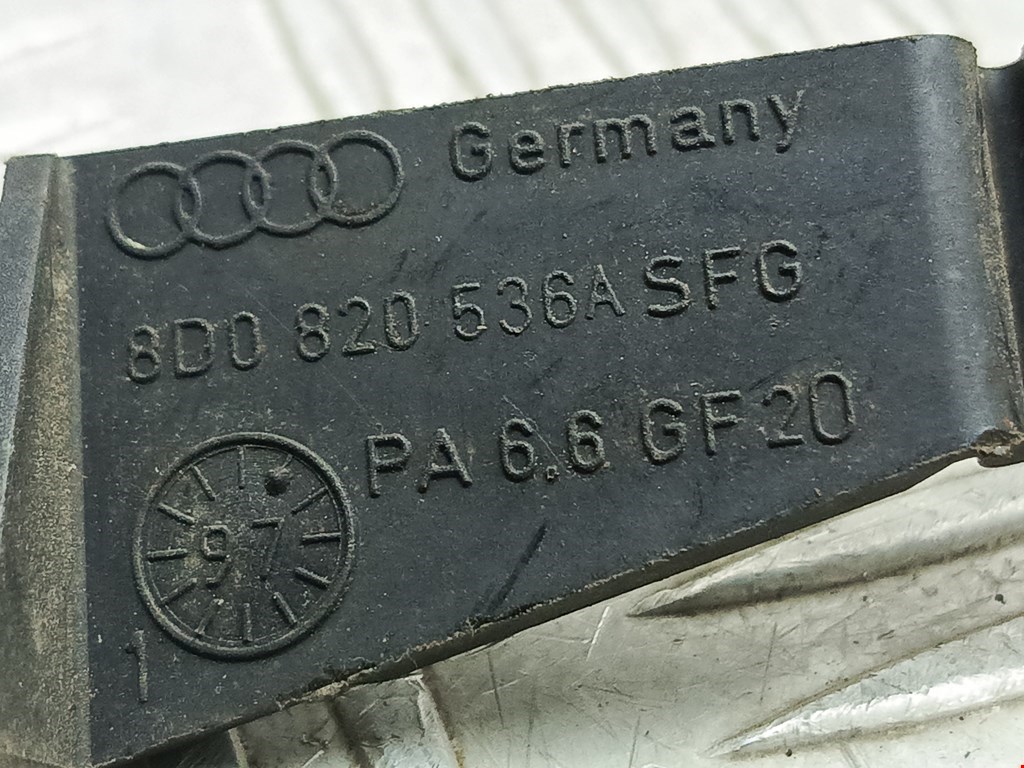 Germany
8D0 820 536A SFG
PA 6.6 GF20
97
1